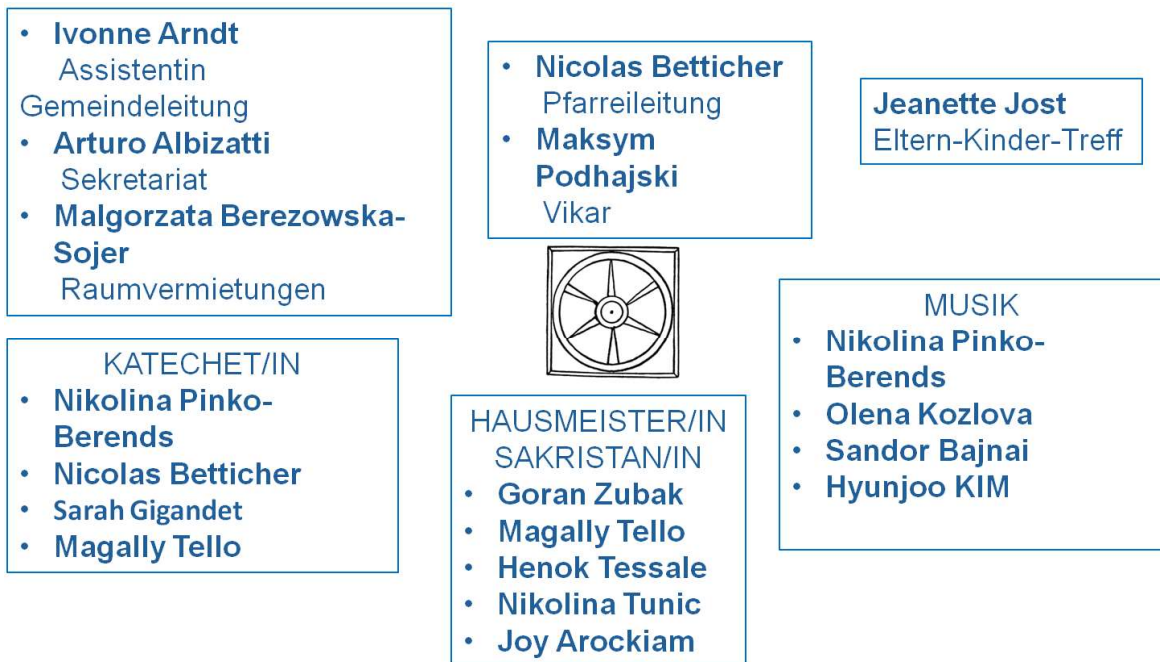 • Ivonne Arndt
Assistentin
Gemeindeleitung
• Arturo Albizatti
Sekretariat
• Malgorzata Berezowska-
Sojer
Raumvermietungen
• Nicolas Betticher
Pfarreileitung
• Maksym
Podhajski
Vikar
Jeanette Jost
Eltern-Kinder-Treff
KATECHET/IN
• Nikolina Pinko-
Berends
• Nicolas Betticher
• Sarah Gigandet
• Magally Tello
HAUSMEISTER/IN
SAKRISTAN/IN
• Goran Zubak
• Magally Tello
• Henok Tessale
• Nikolina Tunic
• Joy Arockiam
MUSIK
• Nikolina Pinko-
Berends
• Olena Kozlova
• Sandor Bajnai
• Hyunjoo KIM